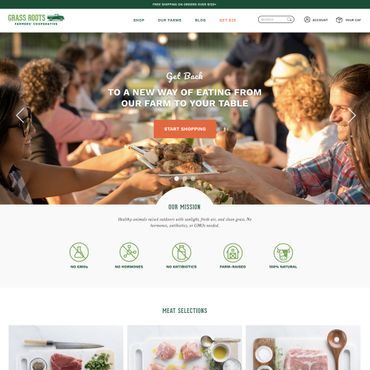 FREE SHIPPING ON ORDERS OVER $125+
GRASS ROOTS
FARMERS' COOPERATIVE
SHOP
OUR FARMS
BLOG
GET $25
SEARCH
ACCOUNT
YOUR CART
Get Back
TO A NEW WAY OF EATING FROM
OUR FARM TO YOUR TABLE
START SHOPPING
OUR MISSION
Healthy animals raised outdoors with sunlight, fresh air, and clean grass. No
hormones, antibiotics, or GMOs needed.
NO GMOs
NO HORMONES
NO ANTIBIOTICS
FARM-RAISED
100% NATURAL
MEAT SELECTIONS